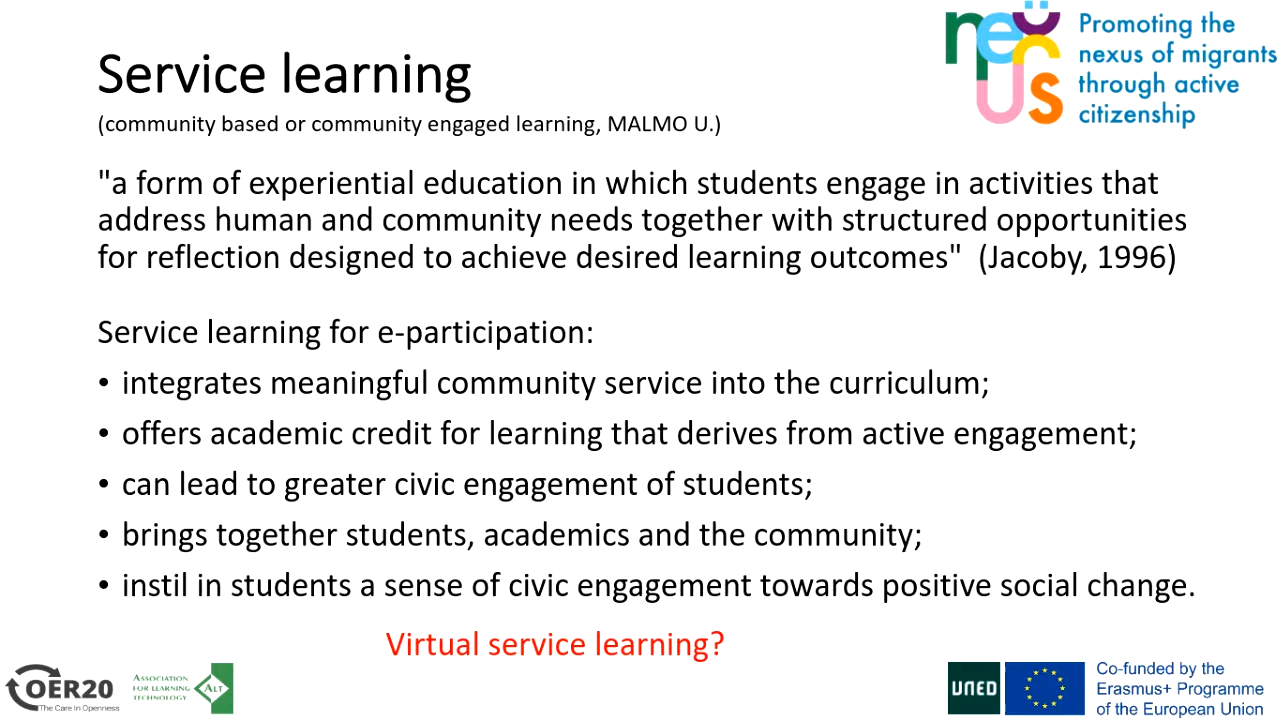 Service learning
(community based or community engaged learning, MALMO U.)
nexus
Promoting the
nexus of migrants
through active
citizenship
"a form of experiential education in which students engage in activities that
address human and community needs together with structured opportunities
for reflection designed to achieve desired learning outcomes" (Jacoby, 1996)
Service learning for e-participation:
• integrates meaningful community service into the curriculum;
• offers academic credit for learning that derives from active engagement;
• can lead to greater civic engagement of students;
• brings together students, academics and the community;
• instil in students a sense of civic engagement towards positive social change.
Virtual service learning?
OER20
The Care In Openness
ASSOCIATION
FOR LEARNING
TECHNOLOGY
ALT
UNED
Co-funded by the
Erasmus+ Programme
of the European Union